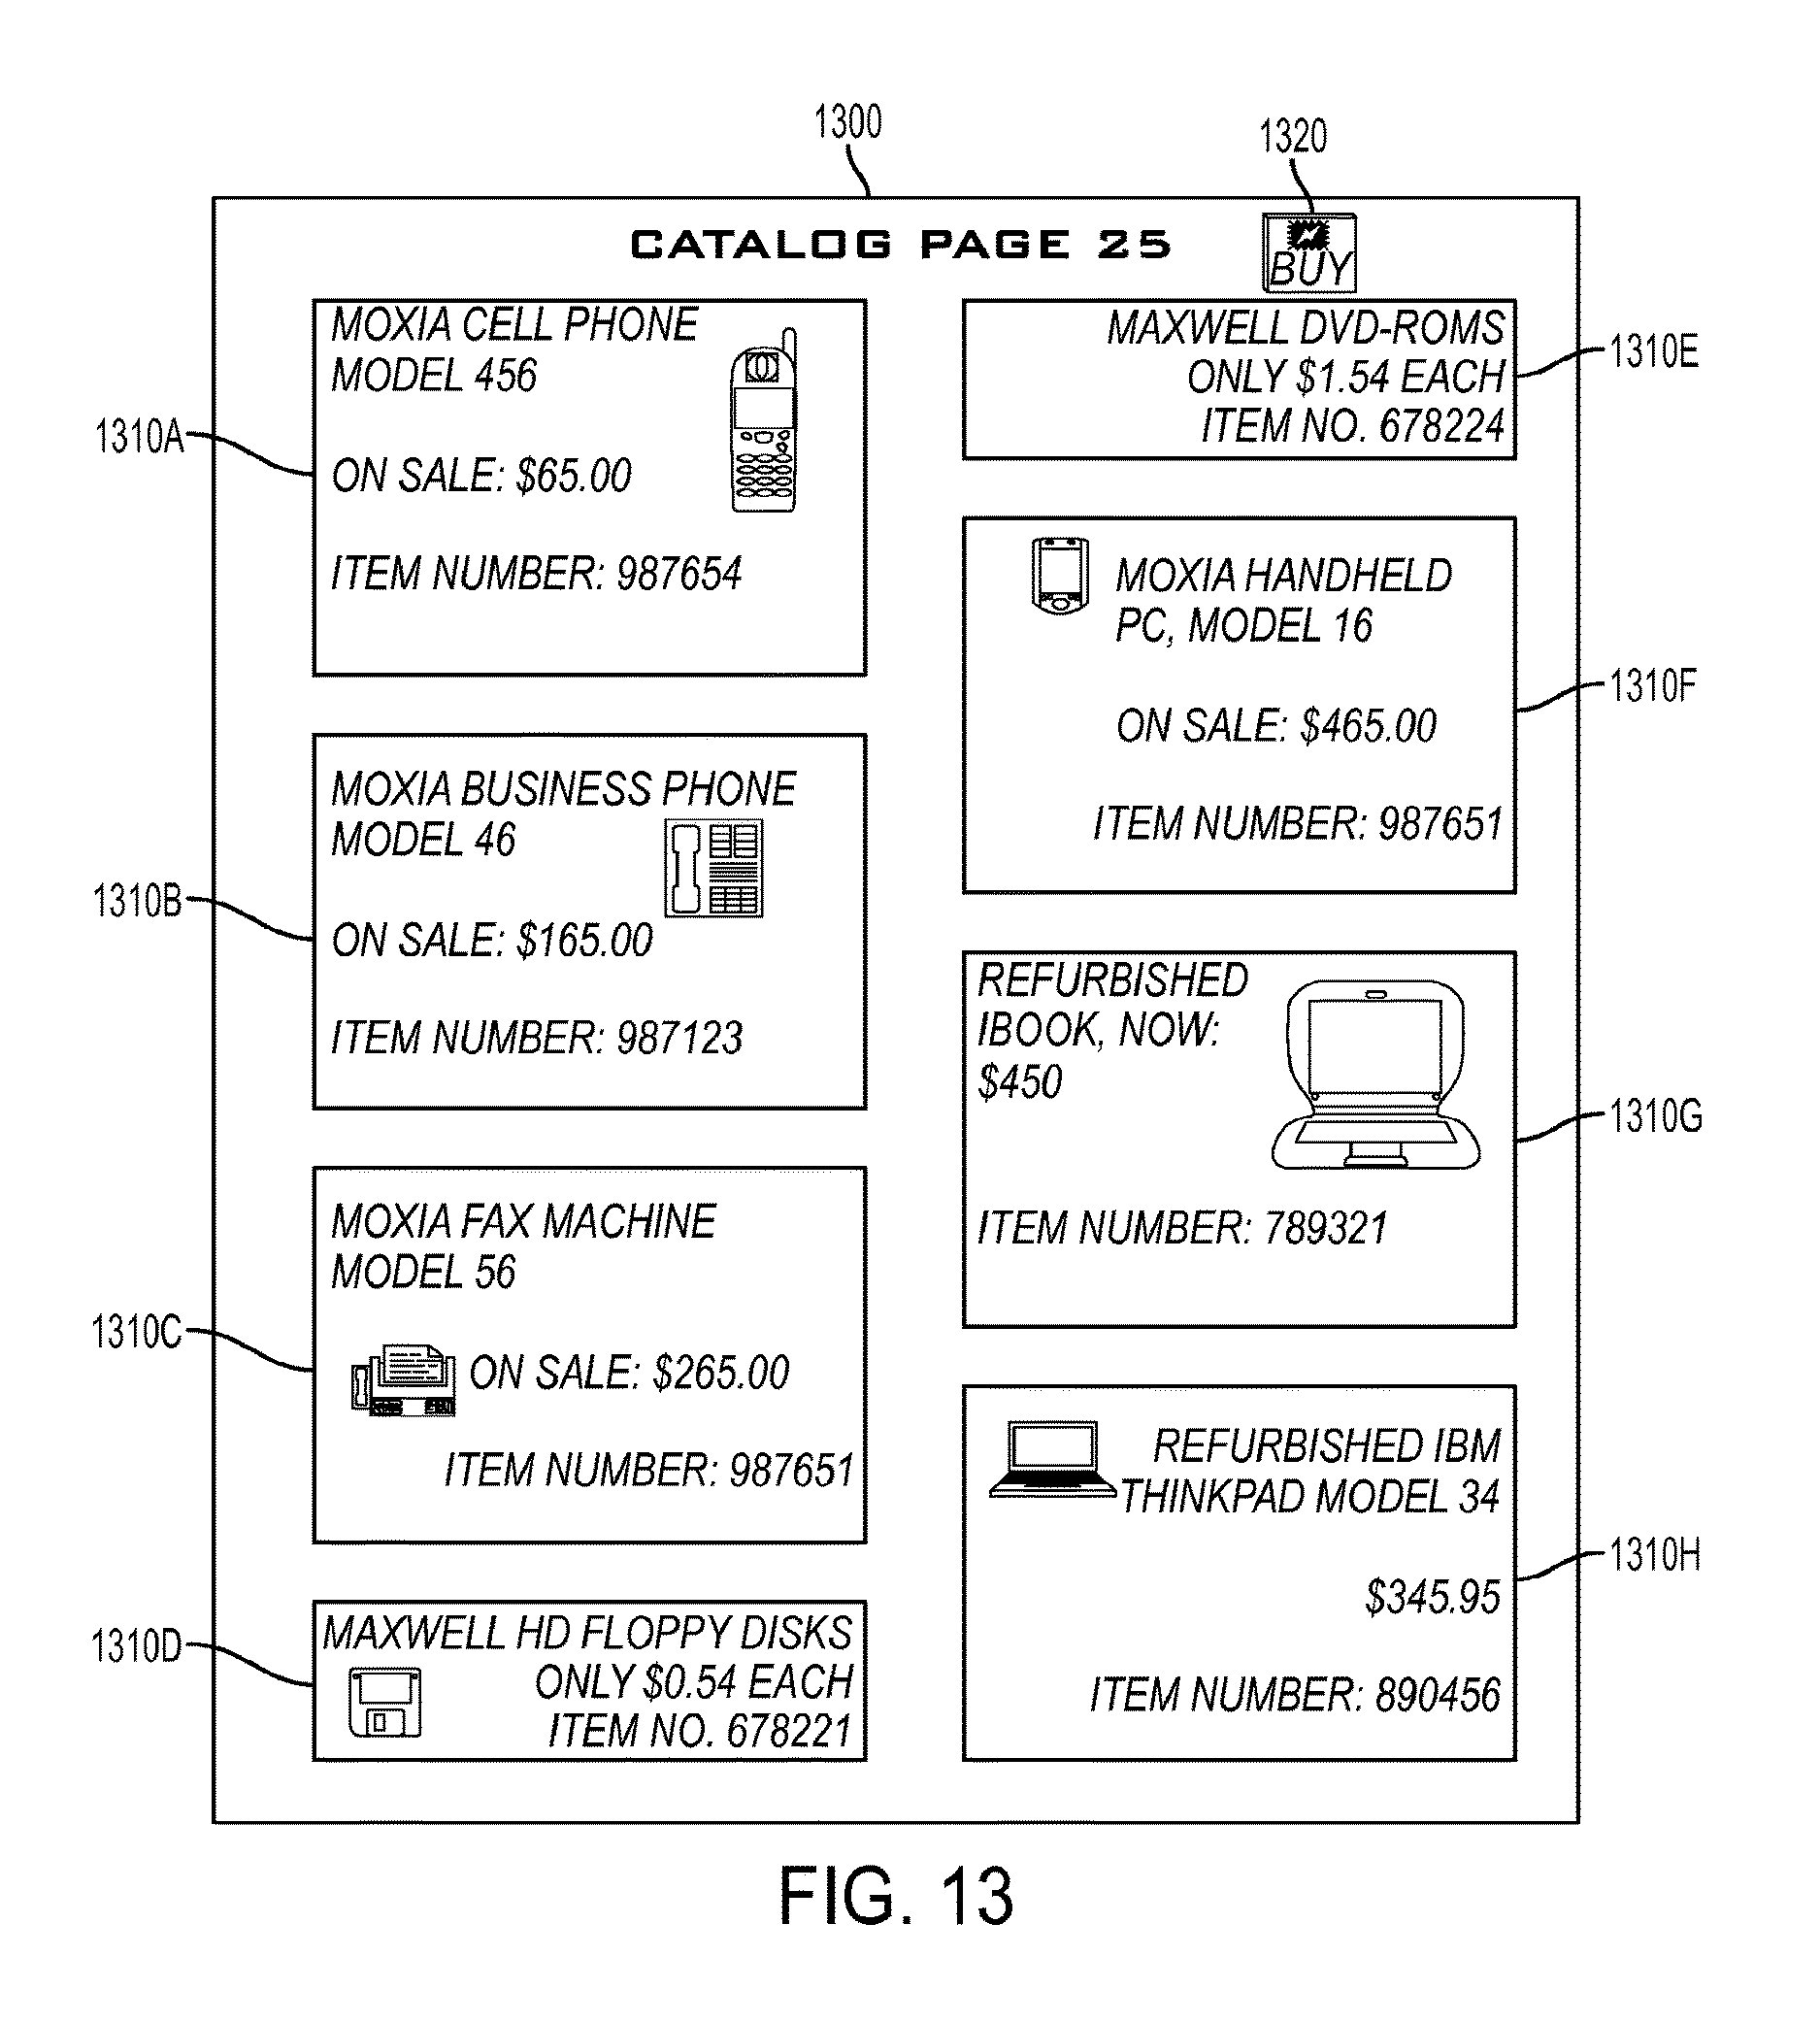 1300
1320
CATALOG PAGE 25
BUY
MOXIA CELL PHONE
MODEL 456
1310A
ON SALE: $65.00
ITEM NUMBER: 987654
MOXIA BUSINESS PHONE
MODEL 46
1310B
ON SALE: $165.00
ITEM NUMBER: 987123
MOXIA FAX MACHINE
MODEL 56
1310C
ON SALE: $265.00
ITEM NUMBER: 987651
MAXWELL HD FLOPPY DISKS
1310D
ONLY $0.54 EACH
ITEM NO. 678221
MAXWELL DVD-ROMS
1310E
ONLY $1.54 EACH
ITEM NO. 678224
MOXIA HANDHELD
PC, MODEL 16
1310F
ON SALE: $465.00
ITEM NUMBER: 987651
REFURBISHED
IBOOK, NOW:
$450
1310G
ITEM NUMBER: 789321
REFURBISHED IBM
THINKPAD MODEL 34
1310H
$345.95
ITEM NUMBER: 890456
FIG. 13